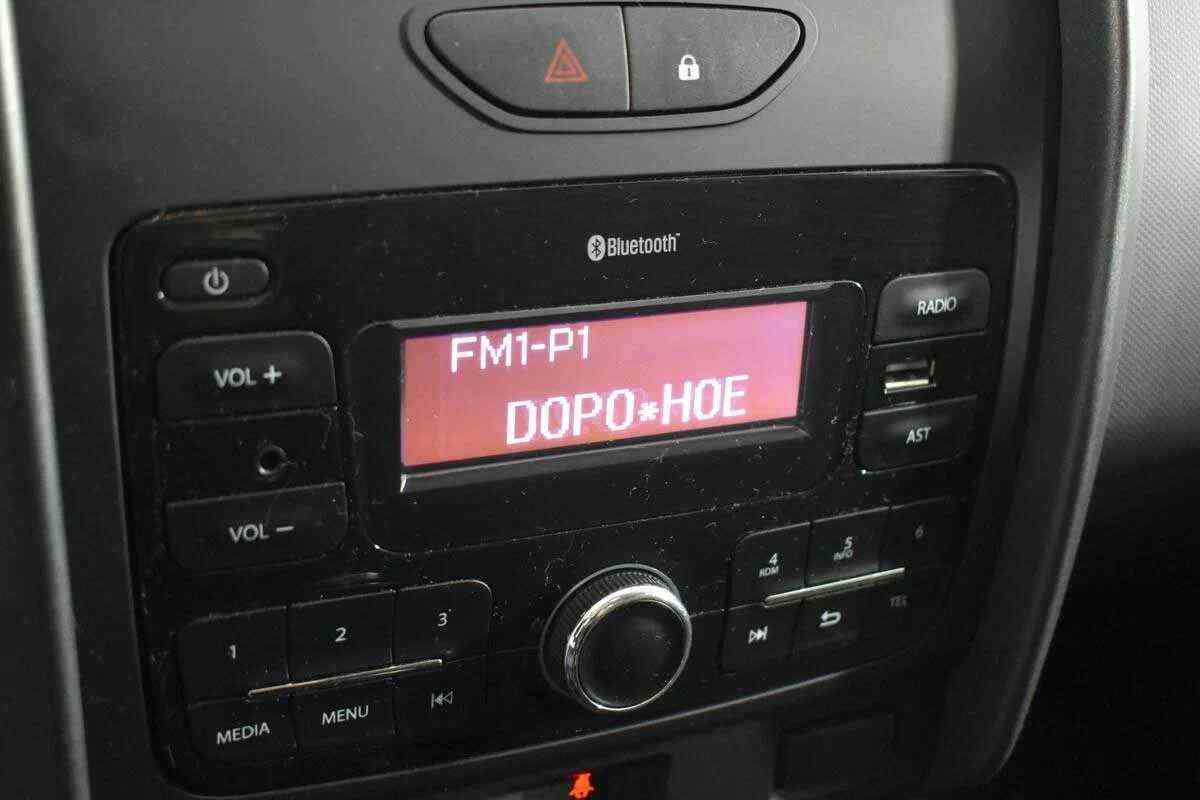 Bluetooth™
RADIO
FM1-P1
VOL +
DOPO*HOE
AST
VOL −
4
RDM
5
INFO
6
1
2
3
TEL
MEDIA
MENU